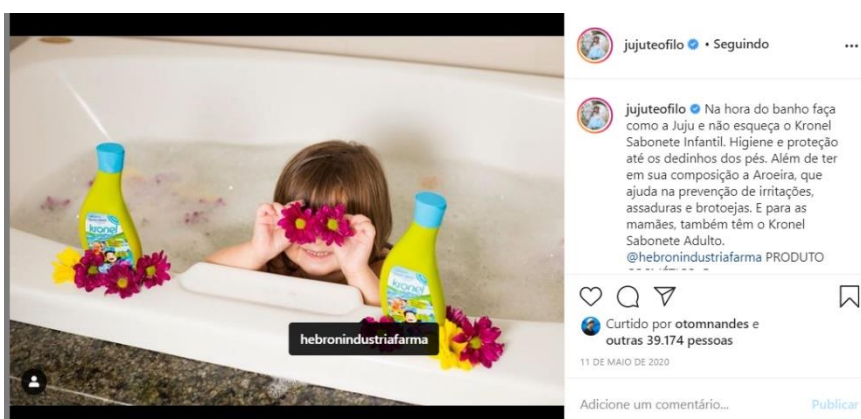 jujuteofilo • Seguindo
jujuteofilo Na hora do banho faça
como a Juju e não esqueça o Kronel
Sabonete Infantil. Higiene e proteção
até os dedinhos dos pés. Além de ter
em sua composição a Aroeira, que
ajuda na prevenção de irritações,
assaduras e brotoejas. E para as
mamães, também têm o Kronel
Sabonete Adulto.
@hebronindustriafarma PRODUTO
kronel
kronel
hebronindustriafarma
Curtido por otomnandes e
outras 39.174 pessoas
11 DE MAIO DE 2020
Adicione um comentário...
Publicar